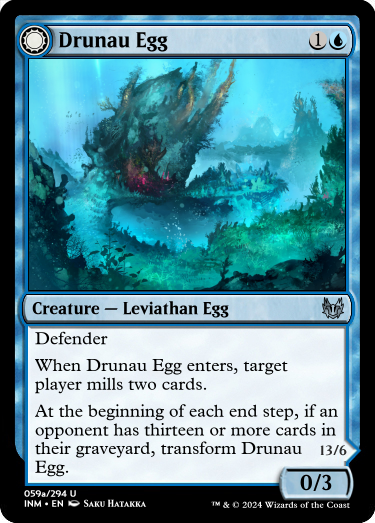 Drunau Egg 1
Creature — Leviathan Egg
Defender
When Drunau Egg enters, target
player mills two cards.
At the beginning of each end step, if an
opponent has thirteen or more cards in
their graveyard, transform Drunau
Egg.
13/6
0/3
059a/294 U
INM • EN Saku Hatakka
™ & © 2024 Wizards of the Coast